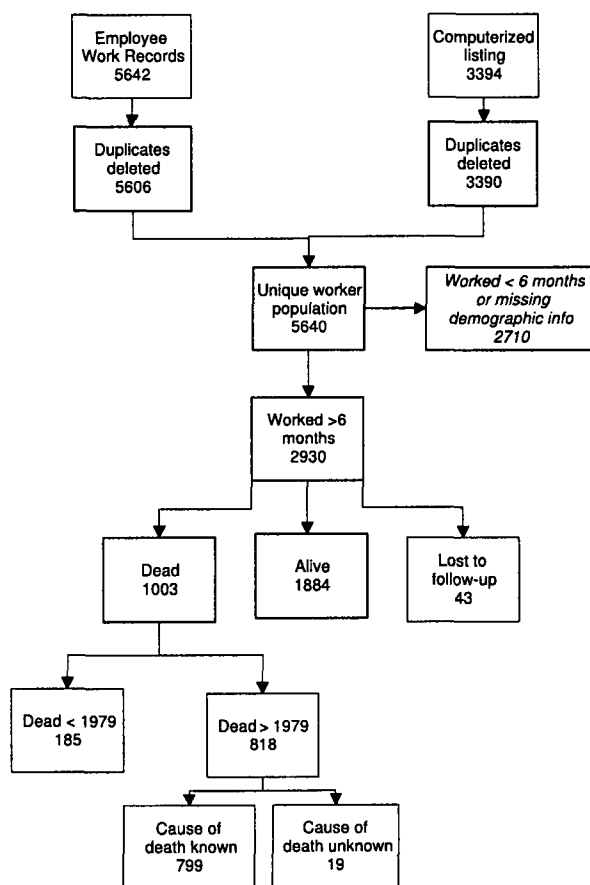 Employee
Work Records
5642
Computerized
listing
3394
Duplicates
deleted
5606
Duplicates
deleted
3390
Unique worker
population
5640
Worked < 6 months
or missing
demographic info
2710
Worked >6
months
2930
Dead
1003
Alive
1884
Lost to
follow-up
43
Dead < 1979
185
Dead > 1979
818
Cause of
death known
799
Cause of
death unknown
19